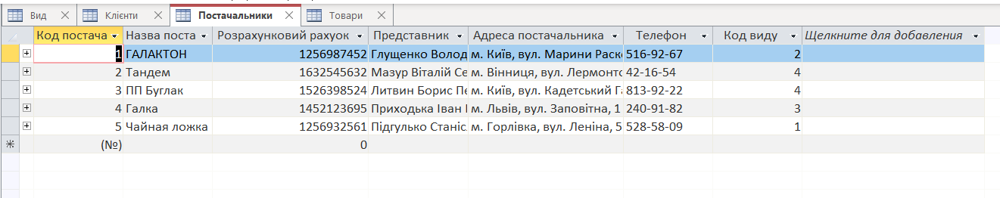 Вид Клієнти Постачальники Товари
Код постача Назва поста Розрахунковий рахуок Представник Адреса постачальника Телефон Код виду Щелкните для добавления
1 ГАЛАКТОН 1256987452 Глущенко Волод м. Київ, вул. Марини Раск 516-92-67 2
2 Тандем 1632545632 Мазур Віталій Се м. Вінниця, вул. Лермонто 42-16-54 4
3 ПП Буглак 1526398524 Литвин Борис Пе м. Київ, вул. Кадетський Га 813-92-22 4
4 Галка 1452123695 Приходька Іван І м. Львів, вул. Заповітна, 1 240-91-82 3
5 Чайная ложка 1256932561 Підгулько Станіс м. Горлівка, вул. Леніна, 5 528-58-09 1
(№) 0